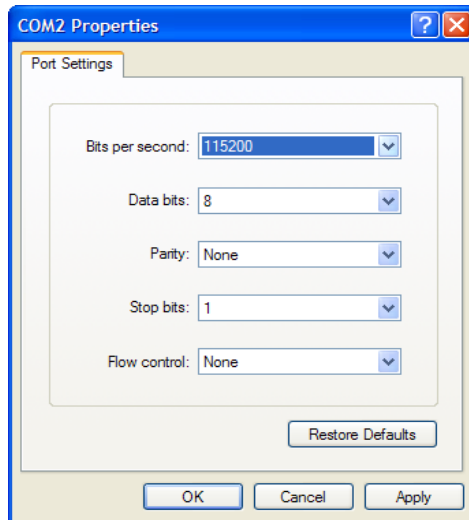 COM2 Properties
Port Settings
Bits per second: 115200
Data bits: 8
Parity: None
Stop bits: 1
Flow control: None
Restore Defaults
OK Cancel Apply